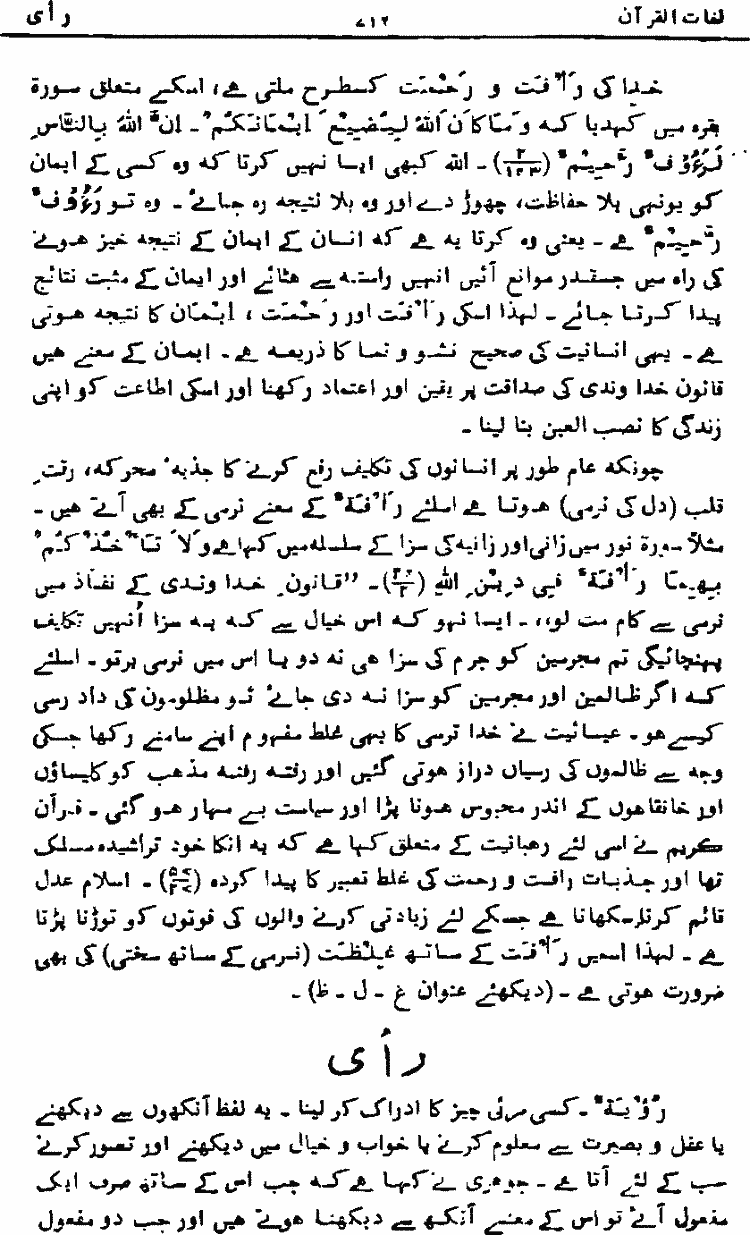 لغات القرآن ۷۱۲ ر أ ی
خدا کی رَأْفَت و رَحْمَت کسطرح ملتی ہے، اسکے متعلق سورۃ
بقرہ میں کہدیا کہ وَمَا کَانَ اللہُ لِیُضِیْعَ اِیْمَانَکُمْ۔ اِنَّ اللہَ بِالنَّاسِ
لَرَءُوْفٌ رَّحِیْمٌ (۲/۱۴۳)۔ اللہ کبھی ایسا نہیں کرتا کہ وہ کسی کے ایمان
کو یونہی بلا حفاظت، چھوڑ دے اور وہ بلا نتیجہ رہ جائے۔ وہ تو رَءُوْفٌ
رَّحِیْمٌ ہے۔ یعنی وہ کرتا یہ ہے کہ انسان کے ایمان کے نتیجہ خیز ہونے
کی راہ میں جسقدر موانع آئیں انہیں راستہ سے ہٹائے اور ایمان کے مثبت نتائج
پیدا کرتا جائے۔ لہذا اسکی رَأْفَت اور رَحْمَت، اِیْمَان کا نتیجہ ہوتی
ہے۔ یہی انسانیت کی صحیح نشو و نما کا ذریعہ ہے۔ ایمان کے معنے ہیں
قانون خدا وندی کی صداقت پر یقین اور اعتماد رکھنا اور اسکی اطاعت کو اپنی
زندگی کا نصب العین بنا لینا۔
چونکہ عام طور پر انسانوں کی تکلیف رفع کرنے کا جذبۂ محرکہ، رقتِ
قلب (دل کی نرمی) ہوتا ہے اسلئے رَأْفَۃٌ کے معنے نرمی کے بھی آتے ہیں۔
مثلاً سورۃ نور میں زانی اور زانیہ کی سزا کے سلسلہ میں کہا ہے وَلَا تَأْخُذْکُمْ
بِہِمَا رَأْفَۃٌ فِی دِیْنِ اللہِ (۲۴/۲)۔ ”قانونِ خدا وندی کے نفاذ میں
نرمی سے کام مت لو،،۔ ایسا نہو کہ اس خیال سے کہ یہ سزا اُنہیں تکلیف
پہنچائیگی تم مجرمین کو جرم کی سزا ہی نہ دو یا اس میں نرمی برتو۔ اسلئے
کہ اگر ظالمین اور مجرمین کو سزا نہ دی جائے تو مظلوموں کی داد رسی
کیسے ہو۔ عیسائیت نے خدا ترسی کا یہی غلط مفہوم اپنے سامنے رکھا جسکی
وجہ سے ظالموں کی رسیاں دراز ہوتی گئیں اور رفتہ رفتہ مذہب کو کلیساؤں
اور خانقاہوں کے اندر محبوس ہونا پڑا اور سیاست بے مہار ہو گئی۔ قرآن
کریم نے اسی لئے رہبانیت کے متعلق کہا ہے کہ یہ انکا خود تراشیدہ مسلک
تھا اور جذبات رافت و رحمت کی غلط تعبیر کا پیدا کردہ (۵۷/۲۷)۔ اسلام عدل
قائم کرنا سکھاتا ہے جسکے لئے زیادتی کرنے والوں کی قوتوں کو توڑنا پڑتا
ہے۔ لہذا اسمیں رَأْفَت کے ساتھ غِلْظَت (نرمی کے ساتھ سختی) کی بھی
ضرورت ہوتی ہے۔ (دیکھئے عنوان غ - ل - ظ)۔
ر أ ی
رُؤْیَۃٌ۔ کسی مرئی چیز کا ادراک کر لینا۔ یہ لفظ آنکھوں سے دیکھنے
یا عقل و بصیرت سے معلوم کرنے یا خواب و خیال میں دیکھنے اور تصور کرنے
سب کے لئے آتا ہے۔ جوہری نے کہا ہے کہ جب اس کے ساتھ صرف ایک
مفعول آئے تو اس کے معنے آنکھ سے دیکھنا ہوتے ہیں اور جب دو مفعول